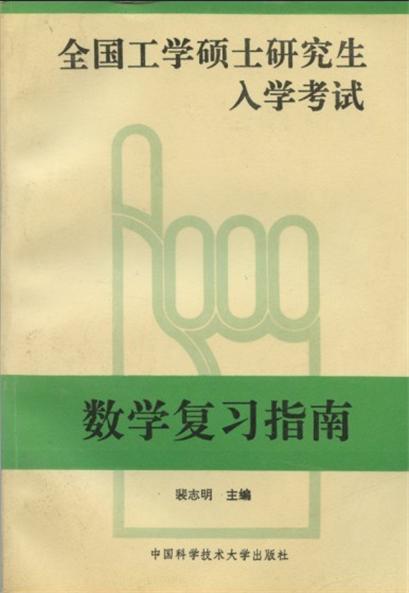 全国工学硕士研究生
入学考试
数学复习指南
裴志明 主编
中国科学技术大学出版社